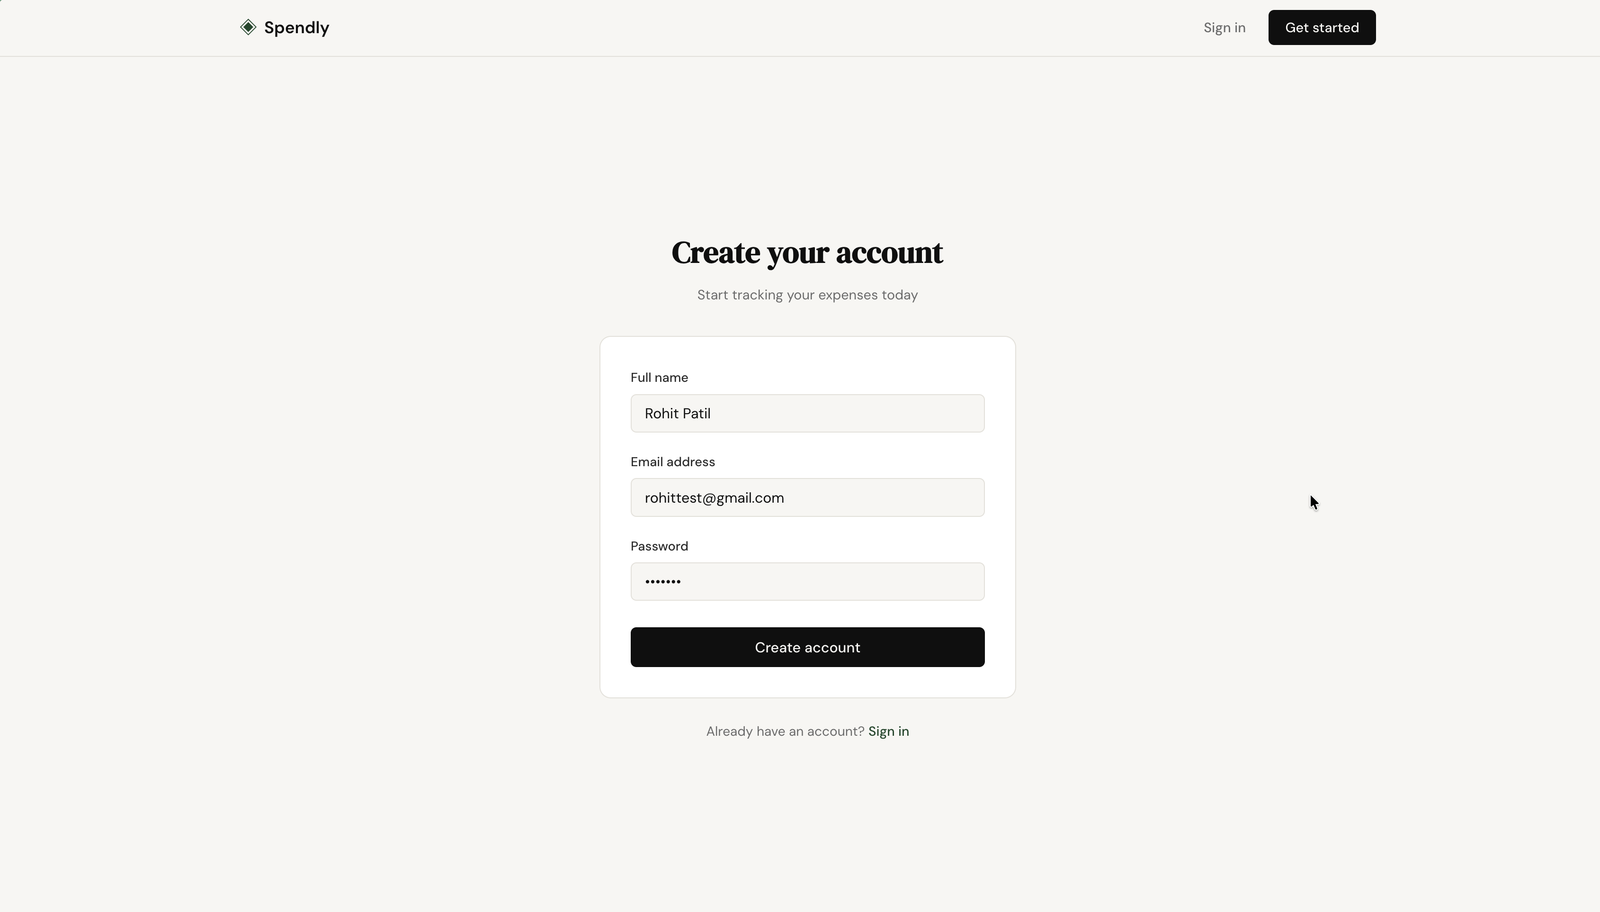 Spendly
Sign in
Get started
Create your account
Start tracking your expenses today
Full name
Rohit Patil
Email address
rohittest@gmail.com
Password
•••••••
Create account
Already have an account? Sign in